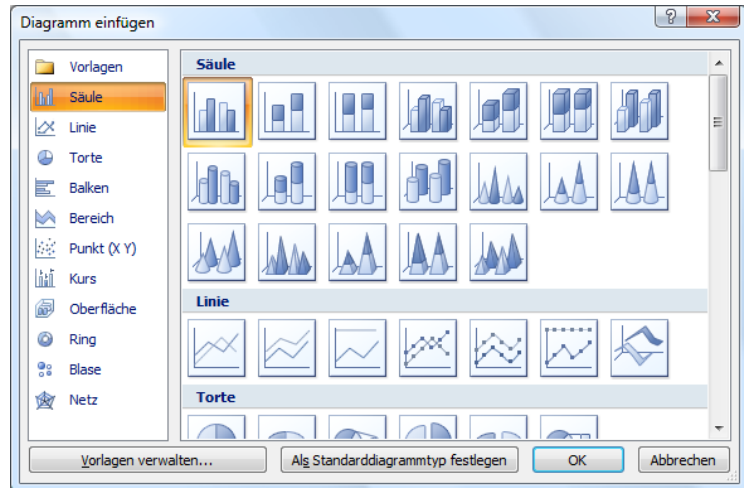 Diagramm einfügen
Vorlagen
Säule
Linie
Torte
Balken
Bereich
Punkt (X Y)
Kurs
Oberfläche
Ring
Blase
Netz
Säule
Linie
Torte
Vorlagen verwalten...
Als Standarddiagrammtyp festlegen
OK
Abbrechen